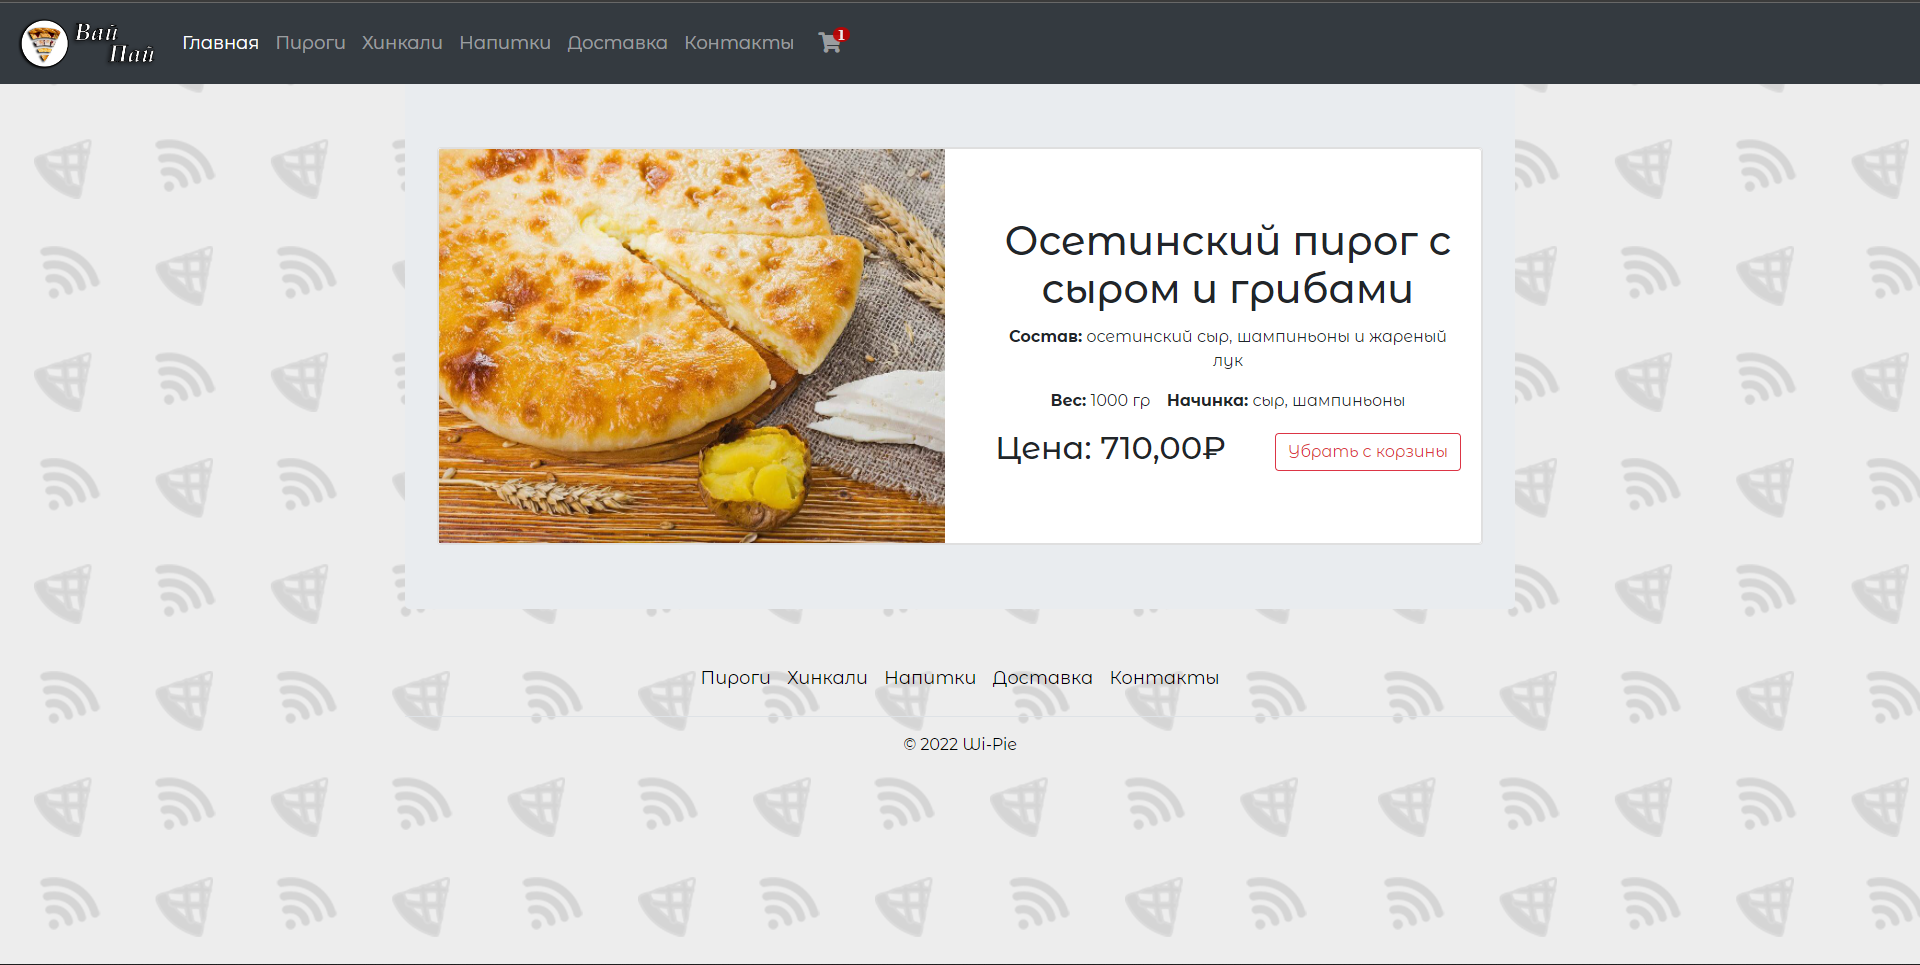 Вай
Пай
Главная Пироги Хинкали Напитки Доставка Контакты 1
Осетинский пирог с
сыром и грибами
Состав: осетинский сыр, шампиньоны и жареный
лук
Вес: 1000 гр Начинка: сыр, шампиньоны
Цена: 710,00₽ Убрать с корзины
Пироги Хинкали Напитки Доставка Контакты
© 2022 Wi-Pie